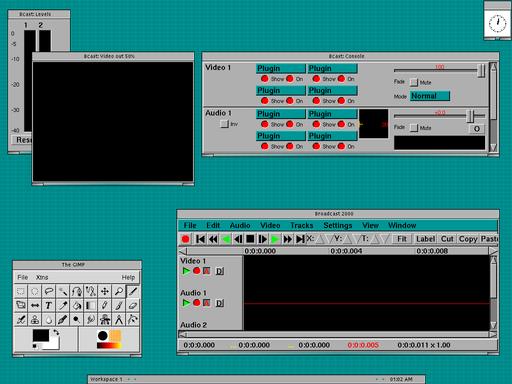 Bcast: Levels
1 2
0
-5
-10
-20
-30
-40
Bcast: Video out 50%
Bcast: Console
Video 1
Plugin Plugin
Show On Show On
Plugin Plugin
Show On Show On
100
Fade Mute
Mode Normal
Audio 1
Inv
Plugin Plugin
Show On Show On
Plugin Plugin
Show On Show On
+0.0
Fade Mute 0
Broadcast 2000
File Edit Audio Video Tracks Settings View Window
X: Y: T: Fit Label Cut Copy Paste
0:0:0.000 0:0:0.004 0:0:0.008
Video 1
D
Audio 1
D
Audio 2
0:0:0.000 0:0:0.000 0:0:0.000 0:0:0.005 0:0:0.011 x 1.00
The GIMP
File Xtns Help
T
Workspace 1 01:02 AM